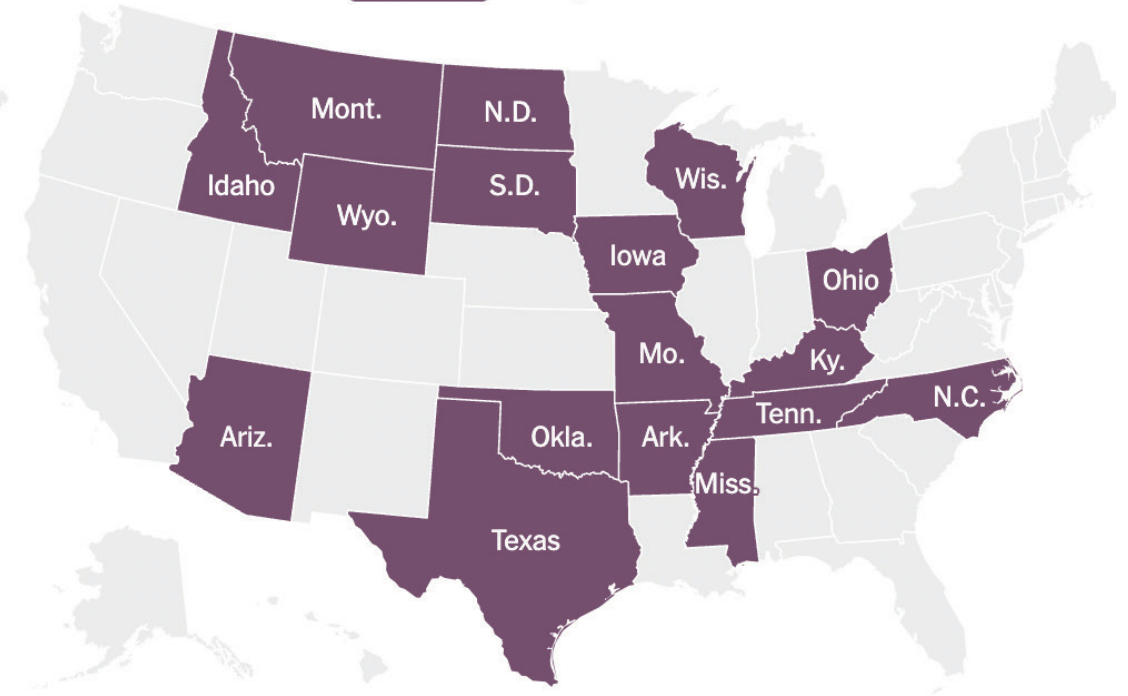 Mont.
N.D.
Idaho
Wyo.
S.D.
Wis.
Iowa
Ohio
Mo.
Ky.
Ariz.
Okla.
Ark.
Tenn.
N.C.
Miss.
Texas